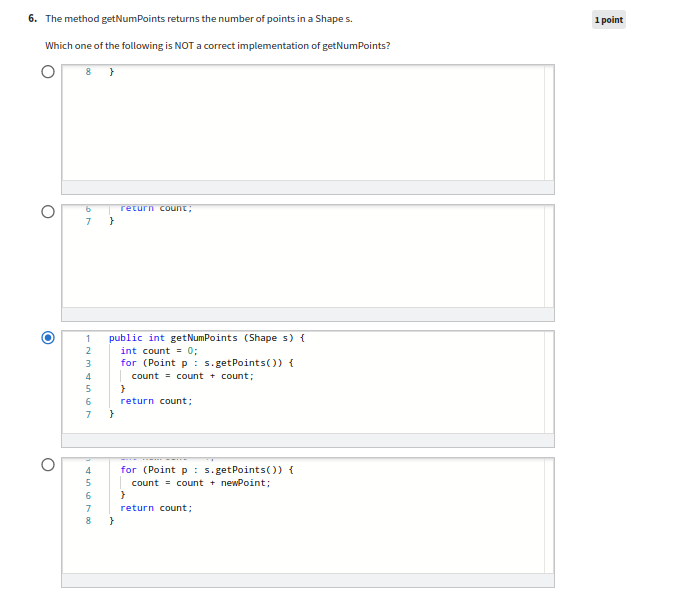 6. The method getNumPoints returns the number of points in a Shape s.
1 point
Which one of the following is NOT a correct implementation of getNumPoints?
8 }
6 return count;
7 }
1 public int getNumPoints (Shape s) {
2 int count = 0;
3 for (Point p : s.getPoints()) {
4 count = count + count;
5 }
6 return count;
7 }
4 for (Point p : s.getPoints()) {
5 count = count + newPoint;
6 }
7 return count;
8 }